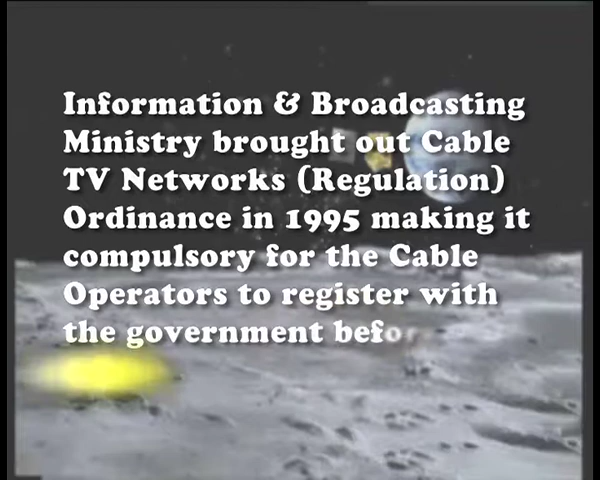 Information & Broadcasting
Ministry brought out Cable
TV Networks (Regulation)
Ordinance in 1995 making it
compulsory for the Cable
Operators to register with
the government befor